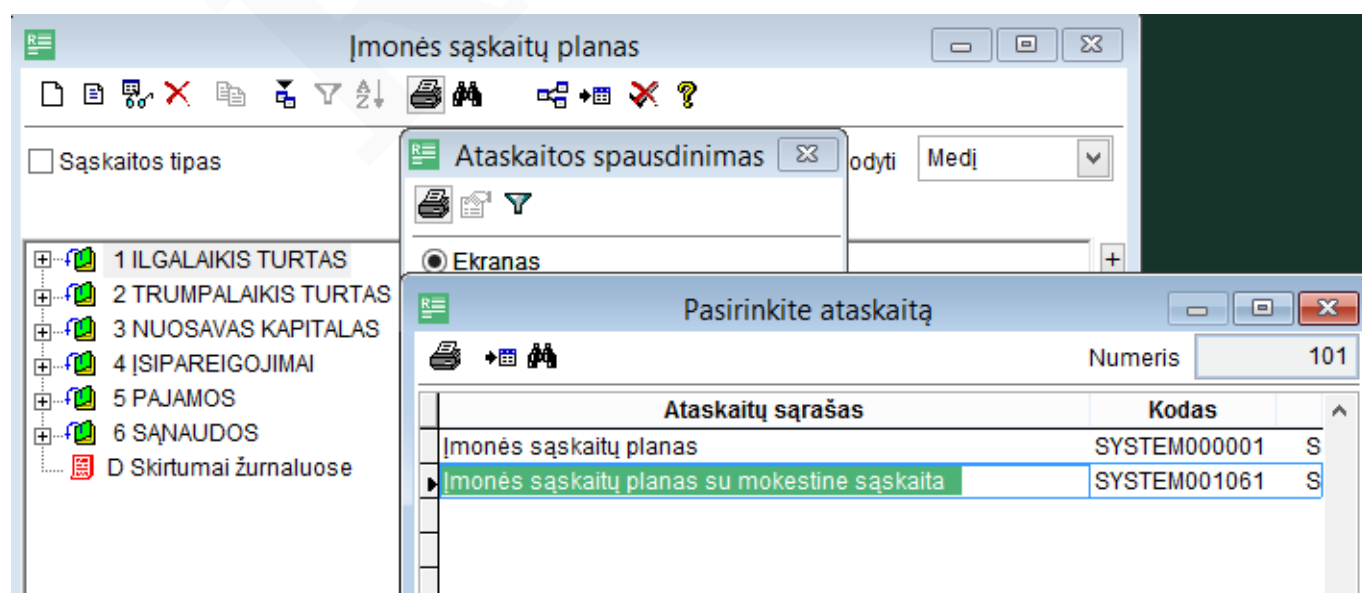 Įmonės sąskaitų planas
Sąskaitos tipas
Ataskaitos spausdinimas
odyti Medį
Ekranas
1 ILGALAIKIS TURTAS
2 TRUMPALAIKIS TURTAS
3 NUOSAVAS KAPITALAS
4 ĮSIPAREIGOJIMAI
5 PAJAMOS
6 SĄNAUDOS
D Skirtumai žurnaluose
Pasirinkite ataskaitą
Numeris 101
Ataskaitų sąrašas Kodas
Įmonės sąskaitų planas SYSTEM000001 S
Įmonės sąskaitų planas su mokestine sąskaita SYSTEM001061 S